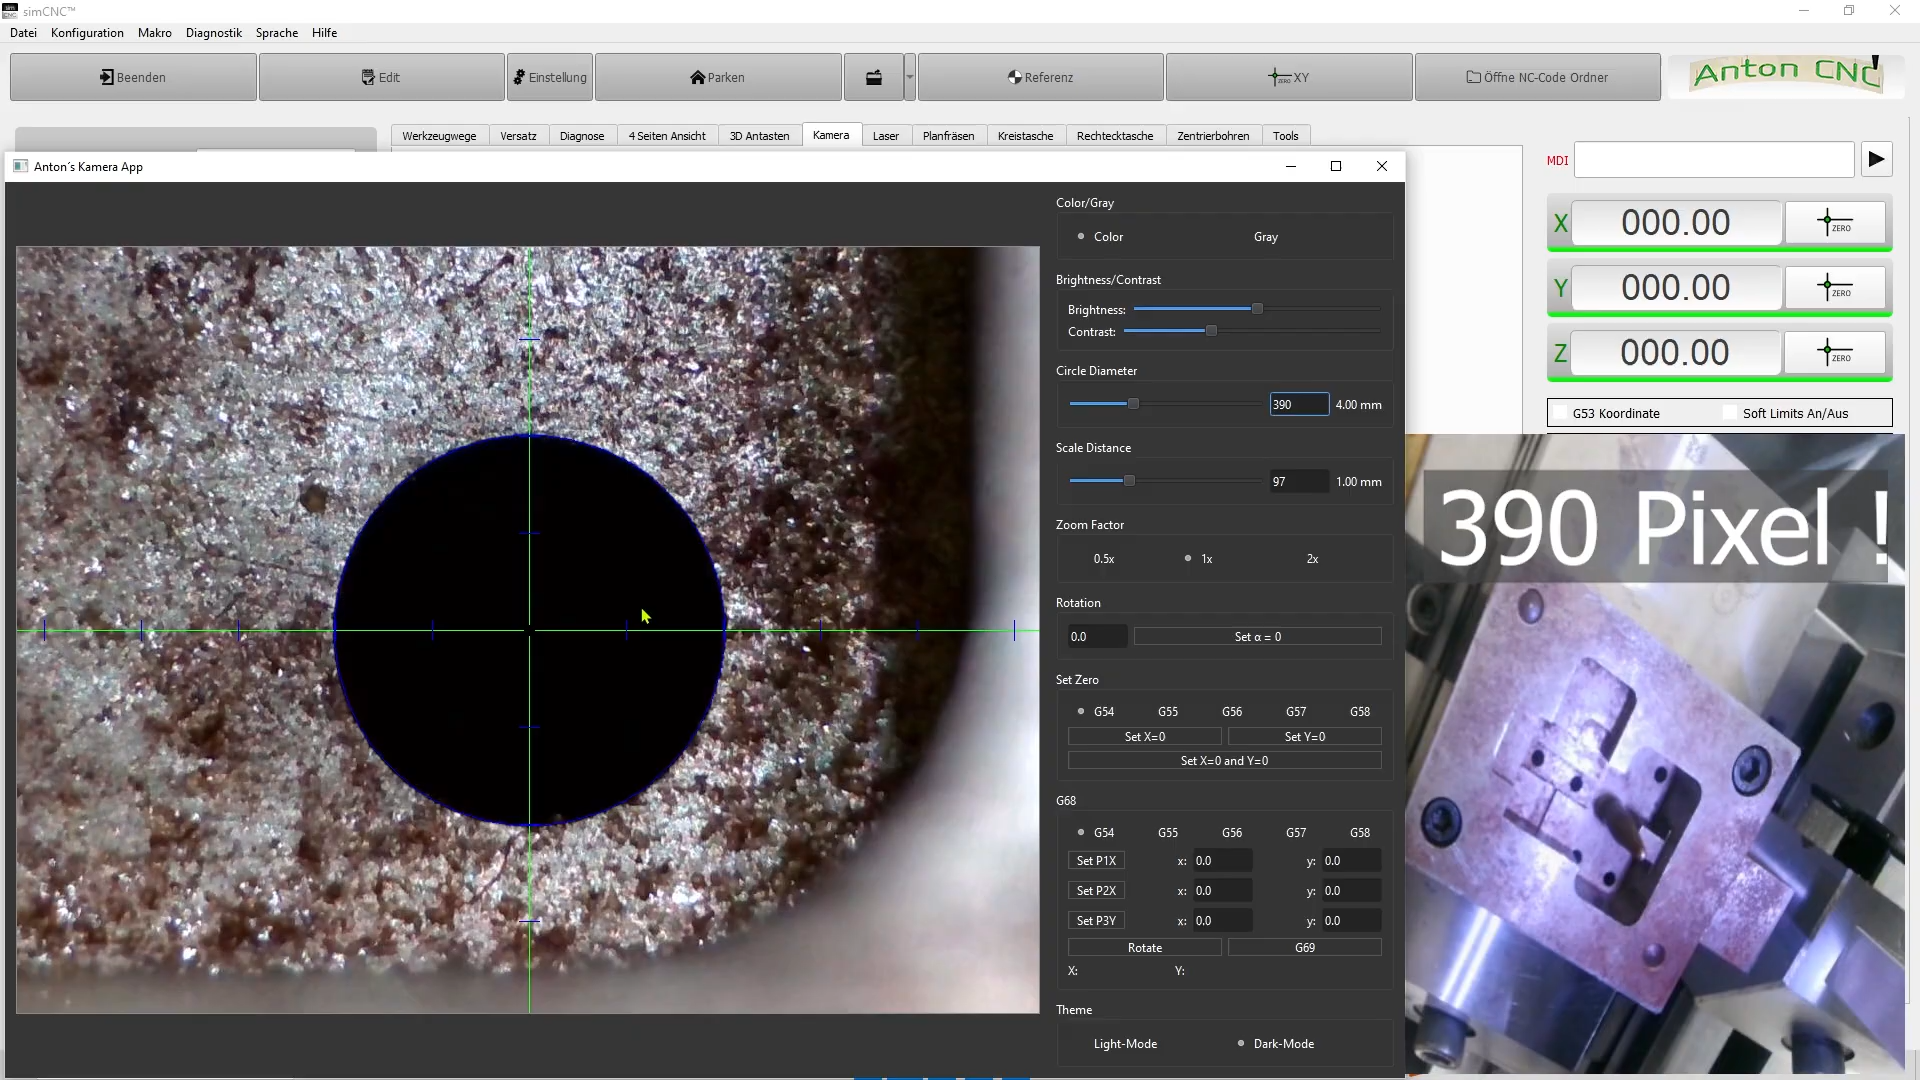 simCNC™
Datei Konfiguration Makro Diagnostik Sprache Hilfe
Beenden Edit Einstellung Parken Referenz ZERO XY Öffne NC-Code Ordner
Anton CNC
Werkzeugwege Versatz Diagnose 4 Seiten Ansicht 3D Antasten Kamera Laser Planfräsen Kreistasche Rechtecktasche Zentrierbohren Tools
MDI
X 000.00 ZERO
Y 000.00 ZERO
Z 000.00 ZERO
G53 Koordinate Soft Limits An/Aus
390 Pixel !
Anton´s Kamera App
Color/Gray
Color Gray
Brightness/Contrast
Brightness:
Contrast:
Circle Diameter
390 4.00 mm
Scale Distance
97 1.00 mm
Zoom Factor
0.5x 1x 2x
Rotation
0.0 Set α = 0
Set Zero
G54 G55 G56 G57 G58
Set X=0 Set Y=0
Set X=0 and Y=0
G68
G54 G55 G56 G57 G58
Set P1X x: 0.0 y: 0.0
Set P2X x: 0.0 y: 0.0
Set P3Y x: 0.0 y: 0.0
Rotate G69
X: Y:
Theme
Light-Mode Dark-Mode